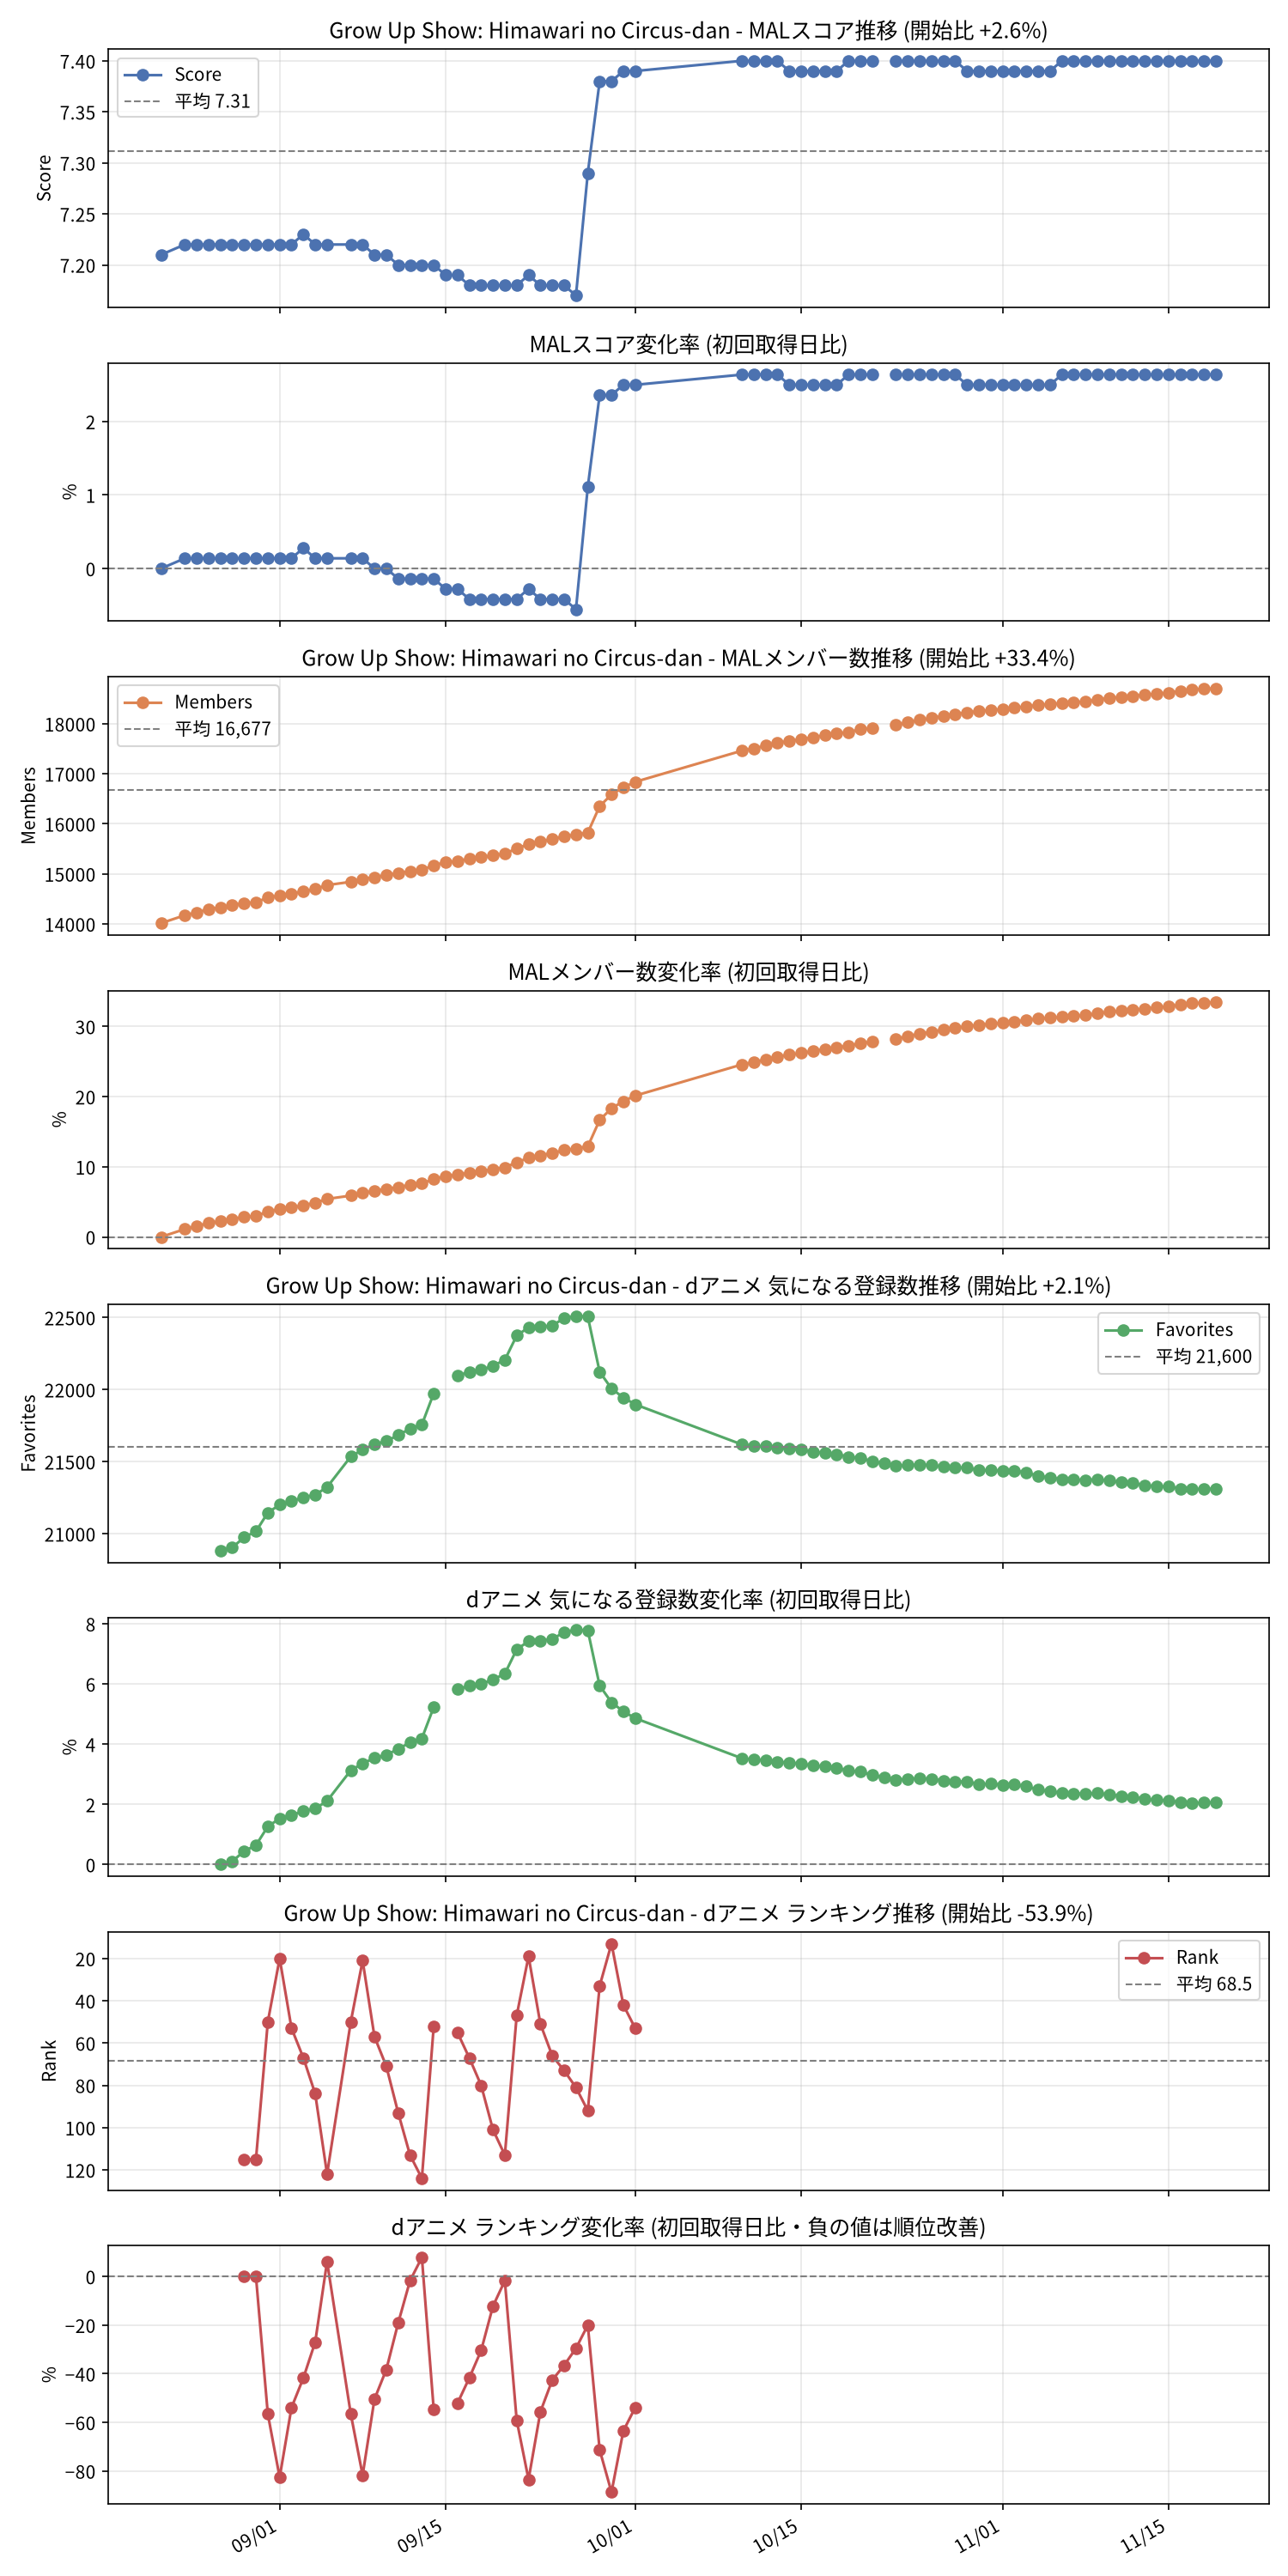 Grow Up Show: Himawari no Circus-dan - MALスコア推移 (開始比 +2.6%)
Score
平均 7.31
Score
7.40
7.35
7.30
7.25
7.20
MALスコア変化率 (初回取得日比)
%
2
1
0
Grow Up Show: Himawari no Circus-dan - MALメンバー数推移 (開始比 +33.4%)
Members
平均 16,677
Members
18000
17000
16000
15000
14000
MALメンバー数変化率 (初回取得日比)
%
30
20
10
0
Grow Up Show: Himawari no Circus-dan - dアニメ 気になる登録数推移 (開始比 +2.1%)
Favorites
平均 21,600
Favorites
22500
22000
21500
21000
dアニメ 気になる登録数変化率 (初回取得日比)
%
8
6
4
2
0
Grow Up Show: Himawari no Circus-dan - dアニメ ランキング推移 (開始比 -53.9%)
Rank
平均 68.5
Rank
20
40
60
80
100
120
dアニメ ランキング変化率 (初回取得日比・負の値は順位改善)
%
0
−20
−40
−60
−80
09/01
09/15
10/01
10/15
11/01
11/15